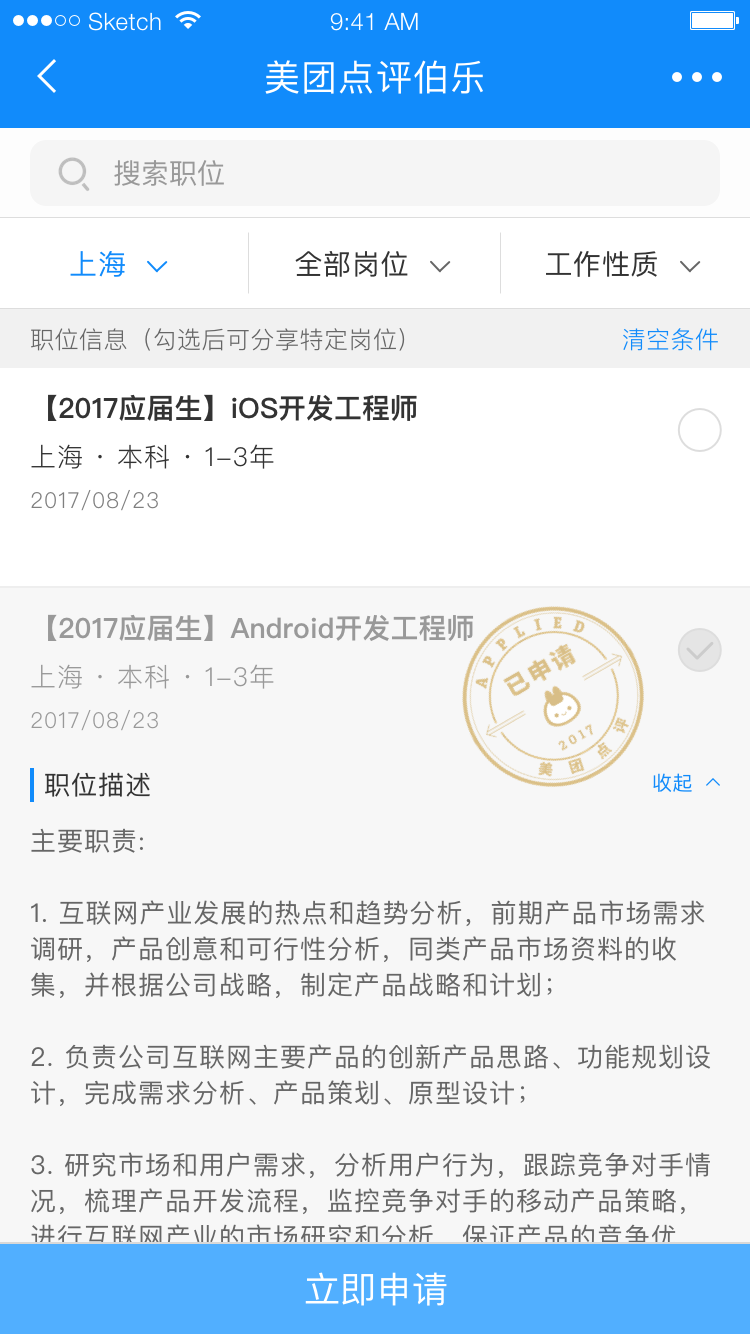 Sketch 9:41 AM
美团点评伯乐
搜索职位
上海 全部岗位 工作性质
职位信息（勾选后可分享特定岗位） 清空条件
【2017应届生】iOS开发工程师
上海 · 本科 · 1-3年
2017/08/23
【2017应届生】Android开发工程师
上海 · 本科 · 1-3年
2017/08/23
APPLIED
已申请
2017
美团点评
职位描述 收起
主要职责:
1. 互联网产业发展的热点和趋势分析，前期产品市场需求
调研，产品创意和可行性分析，同类产品市场资料的收
集，并根据公司战略，制定产品战略和计划；
2. 负责公司互联网主要产品的创新产品思路、功能规划设
计，完成需求分析、产品策划、原型设计；
3. 研究市场和用户需求，分析用户行为，跟踪竞争对手情
况，梳理产品开发流程，监控竞争对手的移动产品策略，
进行互联网产业的市场研究和分析，保证产品的竞争优
立即申请